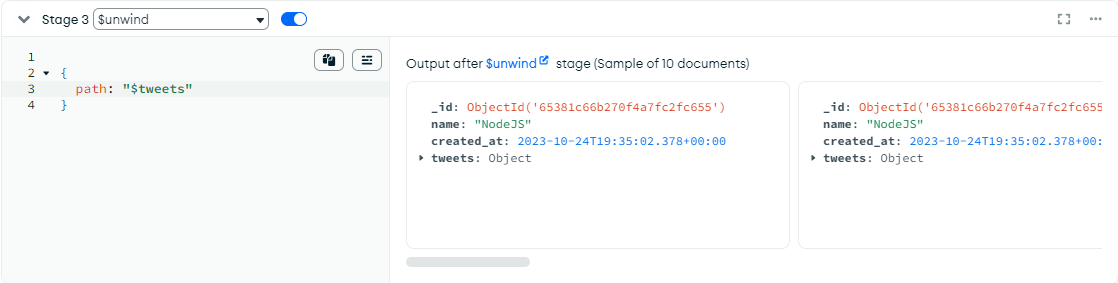 Stage 3 $unwind
1
2 {
3 path: "$tweets"
4 }
Output after $unwind stage (Sample of 10 documents)
_id: ObjectId('65381c66b270f4a7fc2fc655')
name: "NodeJS"
created_at: 2023-10-24T19:35:02.378+00:00
tweets: Object
_id: ObjectId('65381c66b270f4a7fc2fc655
name: "NodeJS"
created_at: 2023-10-24T19:35:02.378+00:
tweets: Object